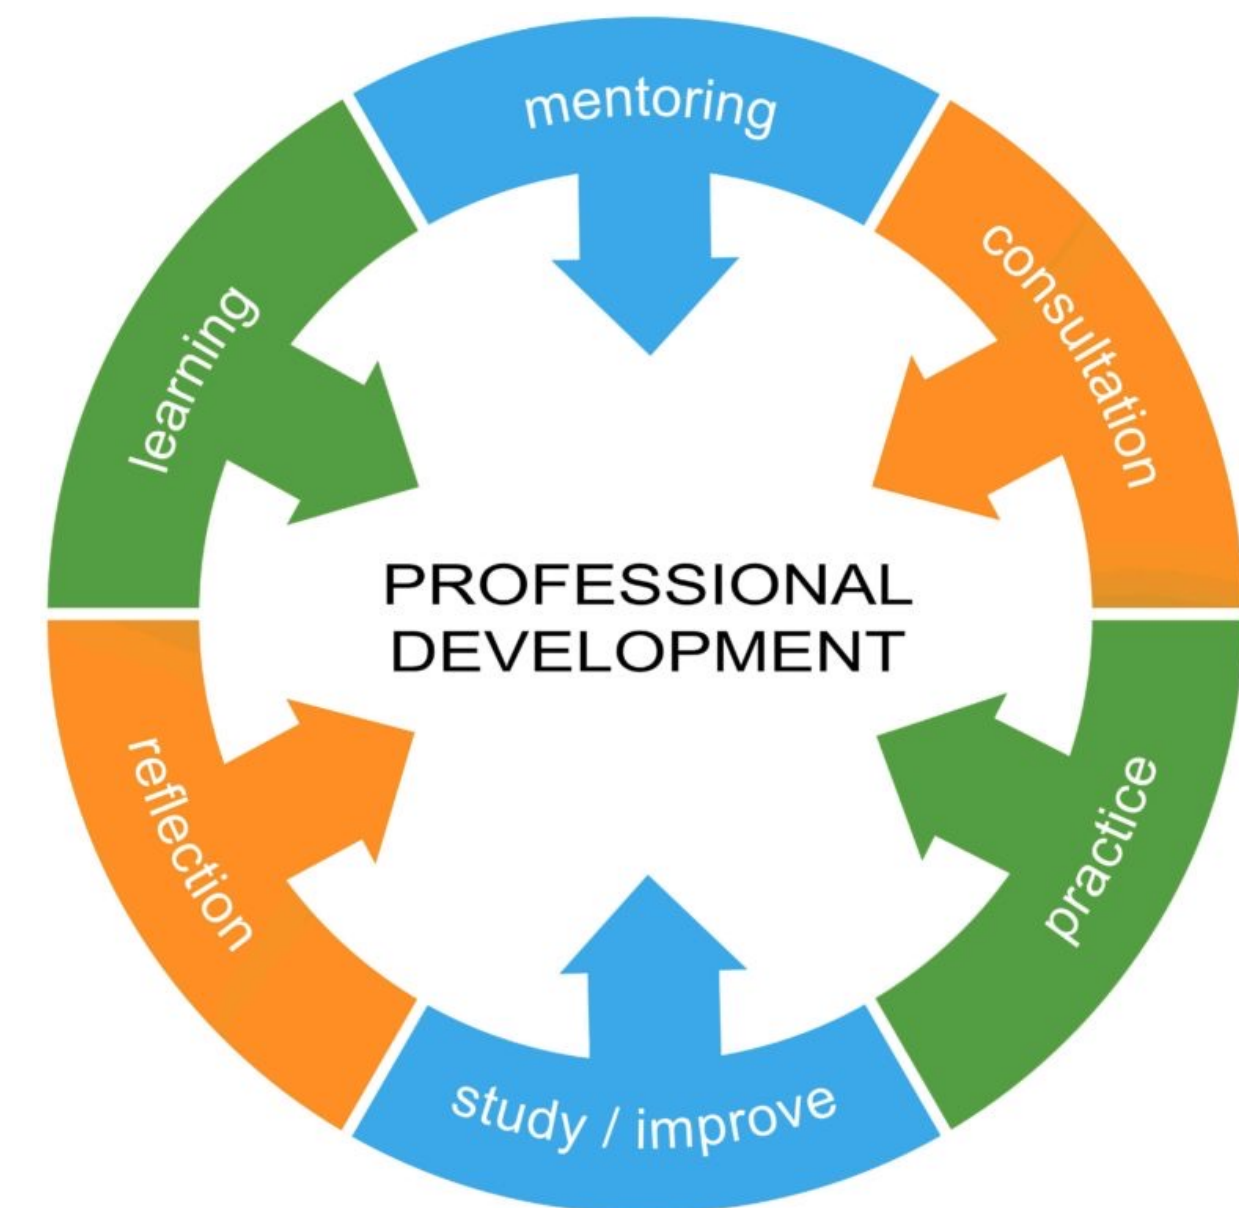 mentoring
consultation
learning
PROFESSIONAL
DEVELOPMENT
reflection
practice
study / improve